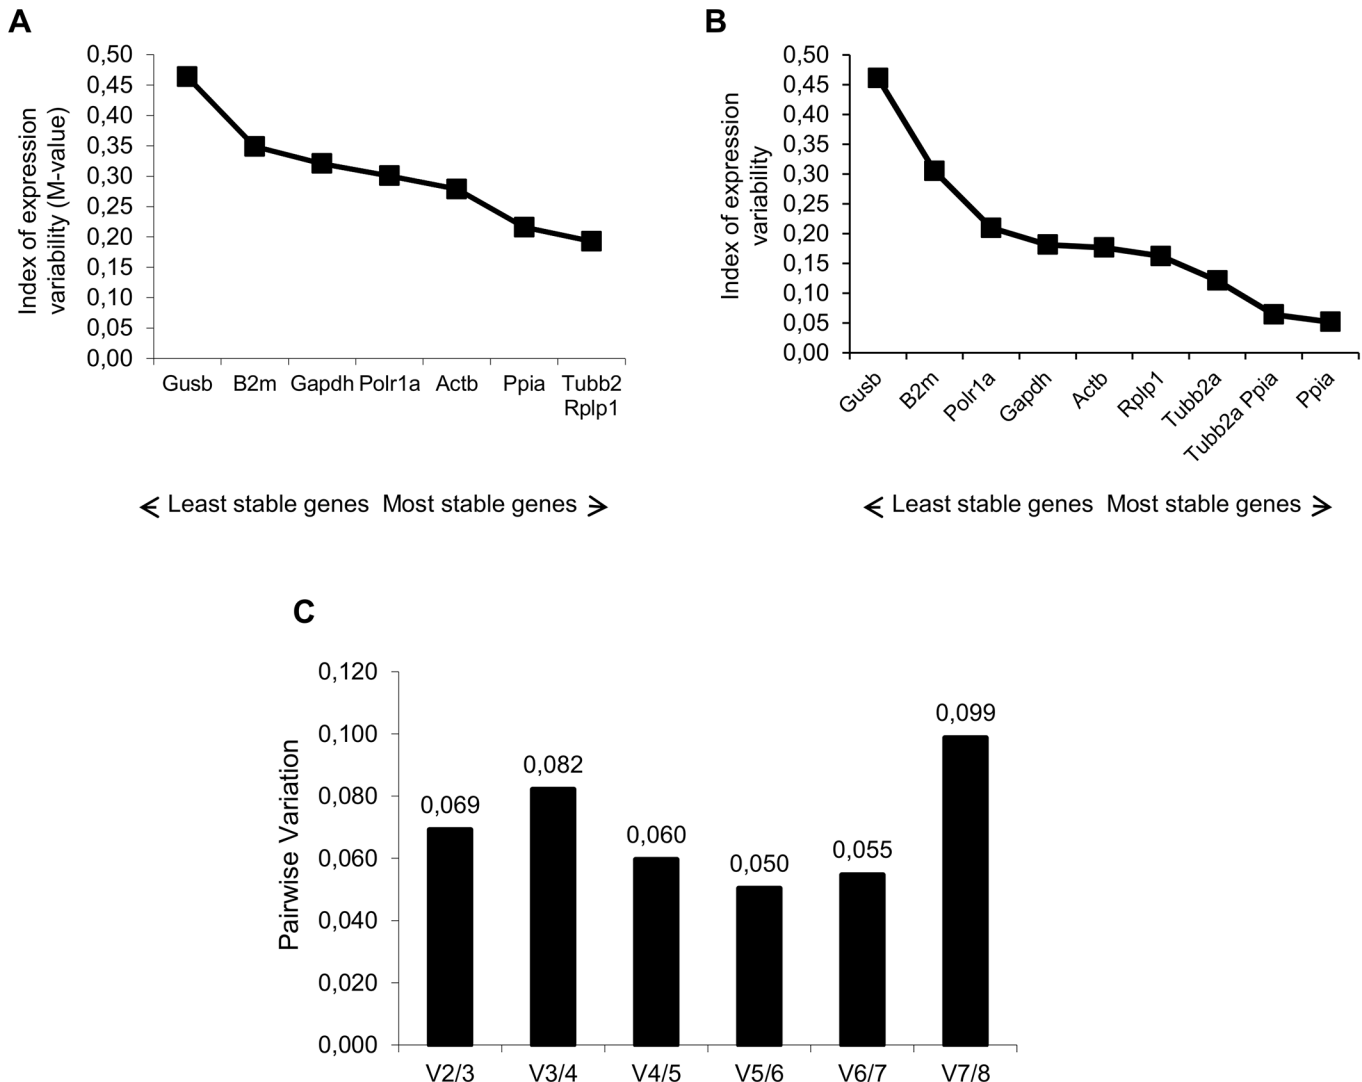 A
Index of expression
variability (M-value)
0,50
0,45
0,40
0,35
0,30
0,25
0,20
0,15
0,10
0,05
0,00
Gusb B2m Gapdh Polr1a Actb Ppia Tubb2
Rplp1
Least stable genes Most stable genes
B
Index of expression
variability
0,50
0,45
0,40
0,35
0,30
0,25
0,20
0,15
0,10
0,05
0,00
Gusb
B2m
Polr1a
Gapdh
Actb
Rplp1
Tubb2a
Tubb2a Ppia
Ppia
Least stable genes Most stable genes
C
Pairwise Variation
0,120
0,100
0,080
0,060
0,040
0,020
0,000
0,069
0,082
0,060
0,050
0,055
0,099
V2/3 V3/4 V4/5 V5/6 V6/7 V7/8